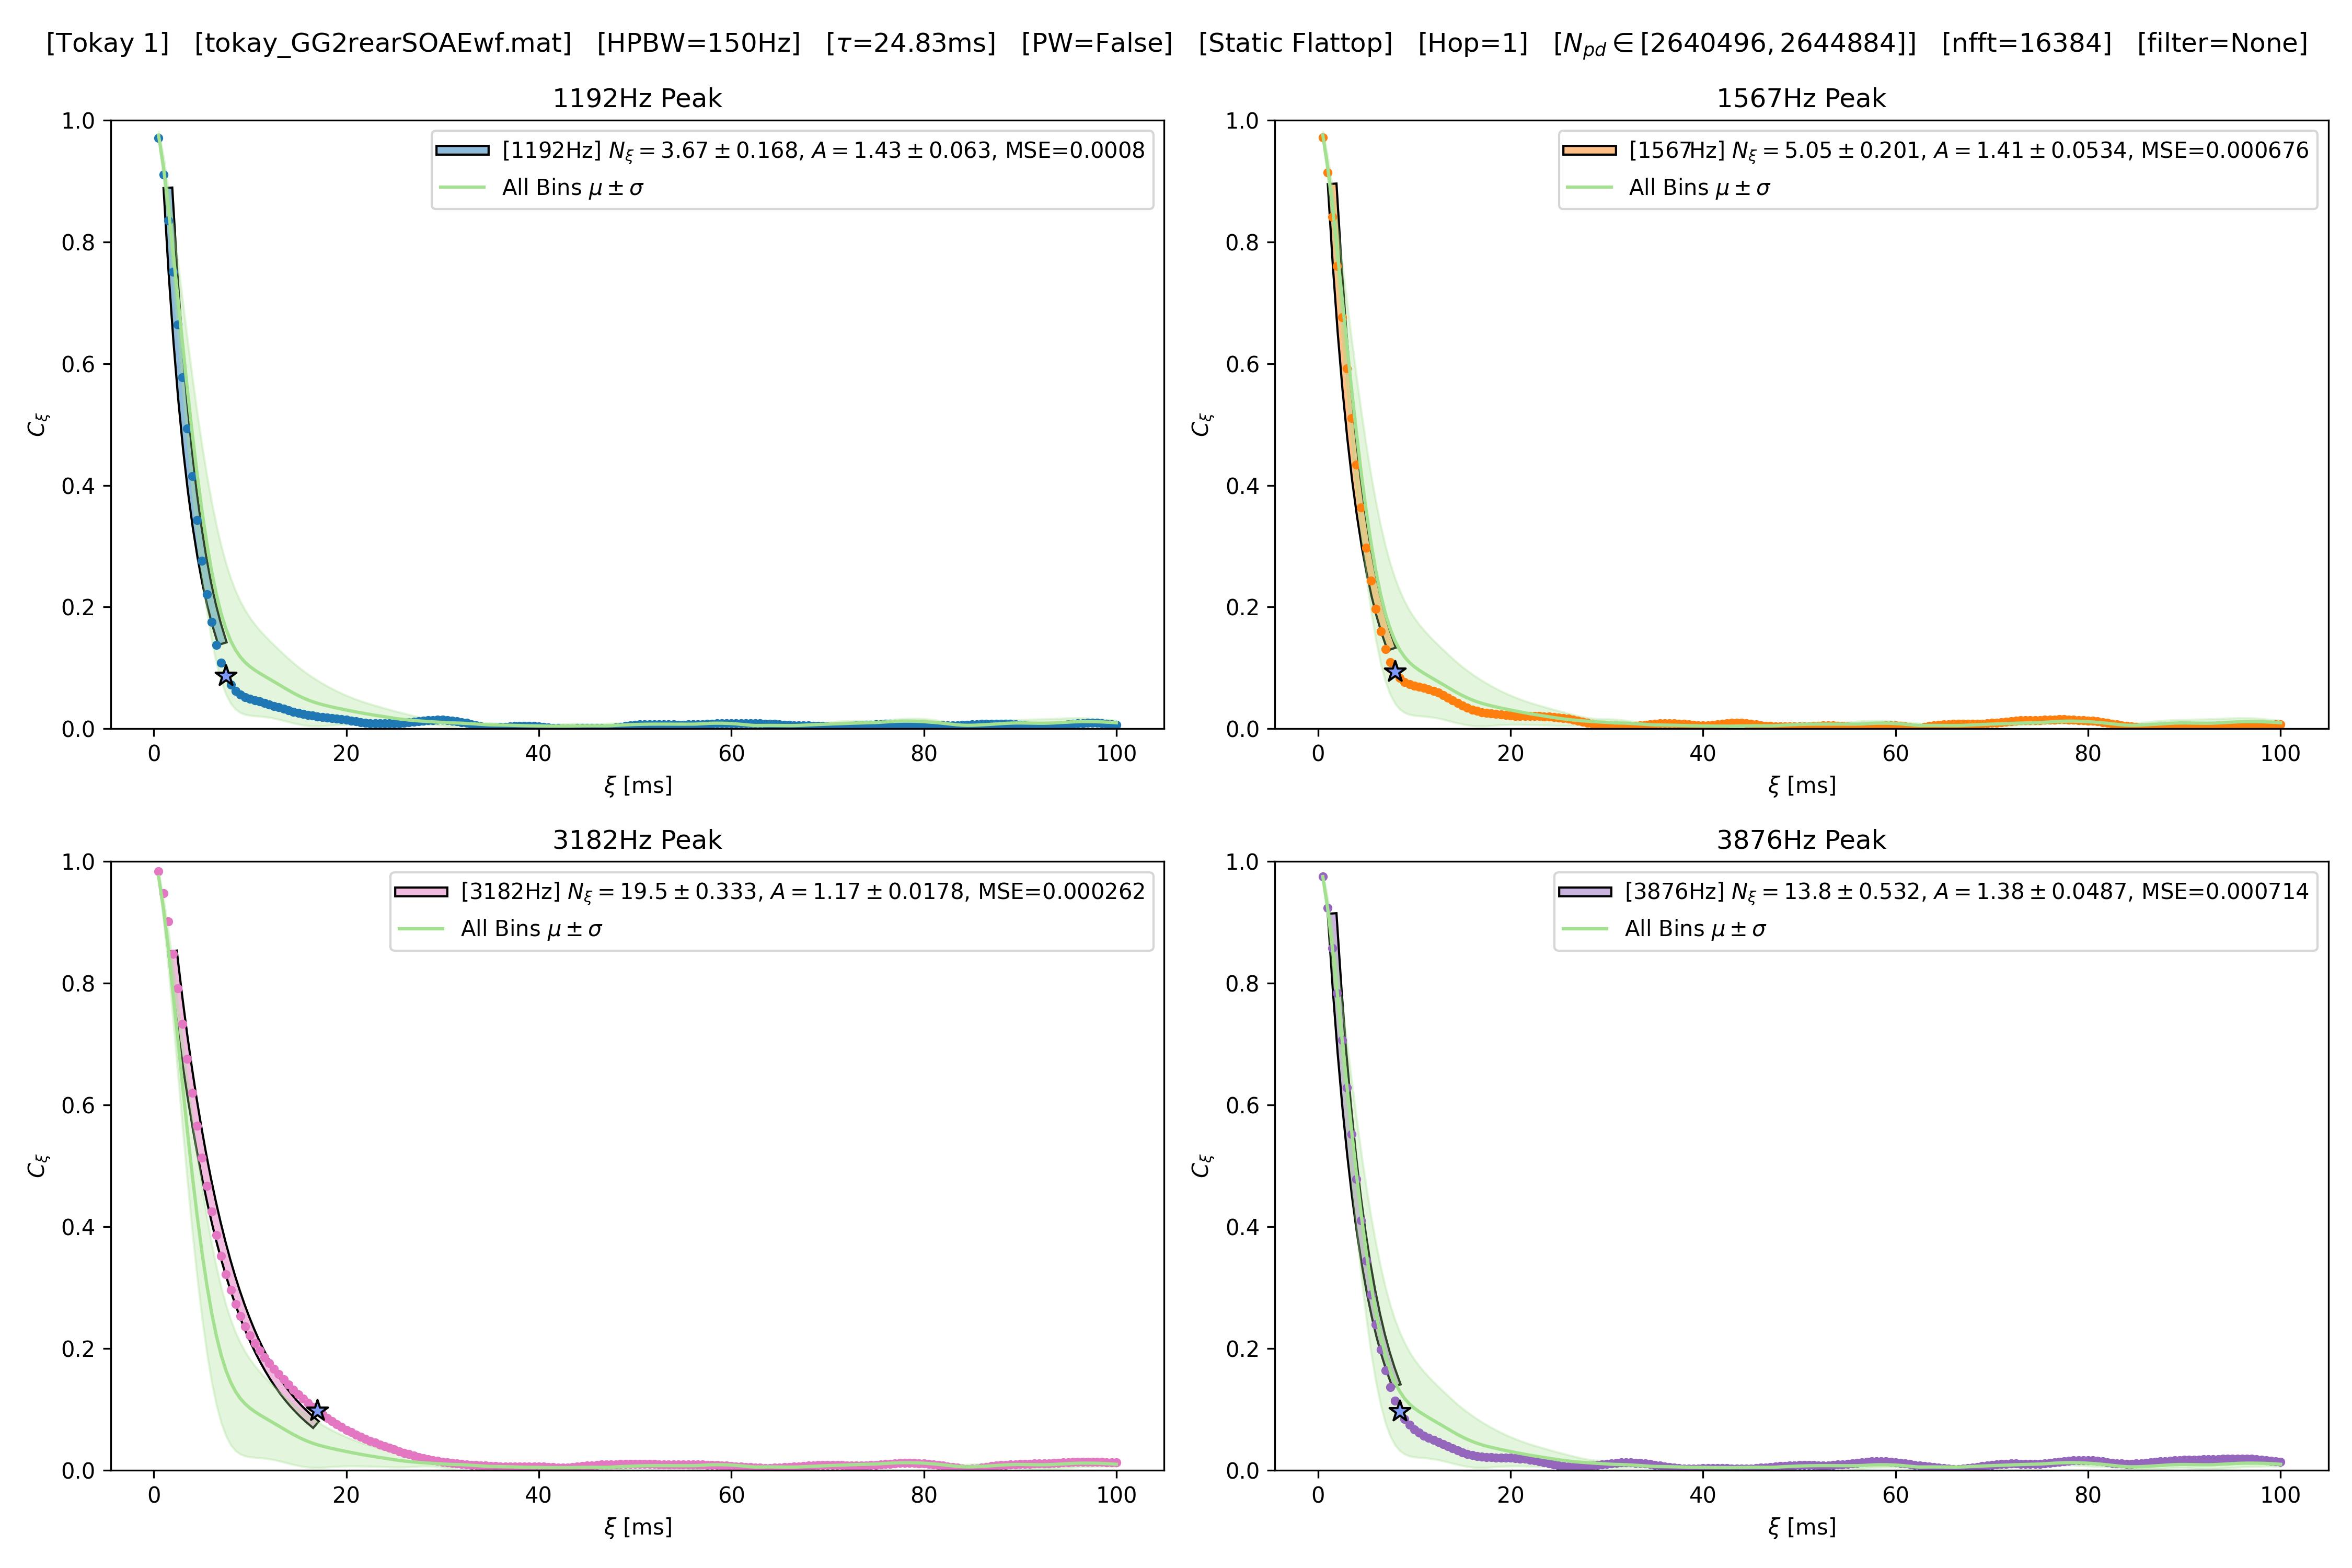 [Tokay 1] [tokay_GG2rearSOAEwf.mat] [HPBW=150Hz] [τ=24.83ms] [PW=False] [Static Flattop] [Hop=1] [N_pd ∈ [2640496, 2644884]] [nfft=16384] [filter=None]
1192Hz Peak
[1192Hz] N_ξ = 3.67 ± 0.168, A = 1.43 ± 0.063, MSE=0.0008
All Bins μ ± σ
1.0
0.8
0.6
0.4
0.2
0.0
C_ξ
0 20 40 60 80 100
ξ [ms]
1567Hz Peak
[1567Hz] N_ξ = 5.05 ± 0.201, A = 1.41 ± 0.0534, MSE=0.000676
All Bins μ ± σ
1.0
0.8
0.6
0.4
0.2
0.0
C_ξ
0 20 40 60 80 100
ξ [ms]
3182Hz Peak
[3182Hz] N_ξ = 19.5 ± 0.333, A = 1.17 ± 0.0178, MSE=0.000262
All Bins μ ± σ
1.0
0.8
0.6
0.4
0.2
0.0
C_ξ
0 20 40 60 80 100
ξ [ms]
3876Hz Peak
[3876Hz] N_ξ = 13.8 ± 0.532, A = 1.38 ± 0.0487, MSE=0.000714
All Bins μ ± σ
1.0
0.8
0.6
0.4
0.2
0.0
C_ξ
0 20 40 60 80 100
ξ [ms]